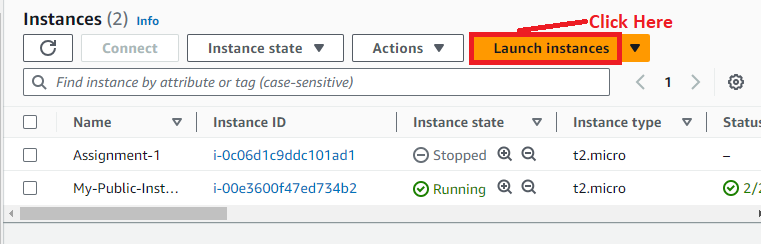 Instances (2) Info
Click Here
Connect Instance state Actions Launch instances
Find instance by attribute or tag (case-sensitive) 1
Name Instance ID Instance state Instance type Status
Assignment-1 i-0c06d1c9ddc101ad1 Stopped t2.micro –
My-Public-Inst... i-00e3600f47ed734b2 Running t2.micro 2/2